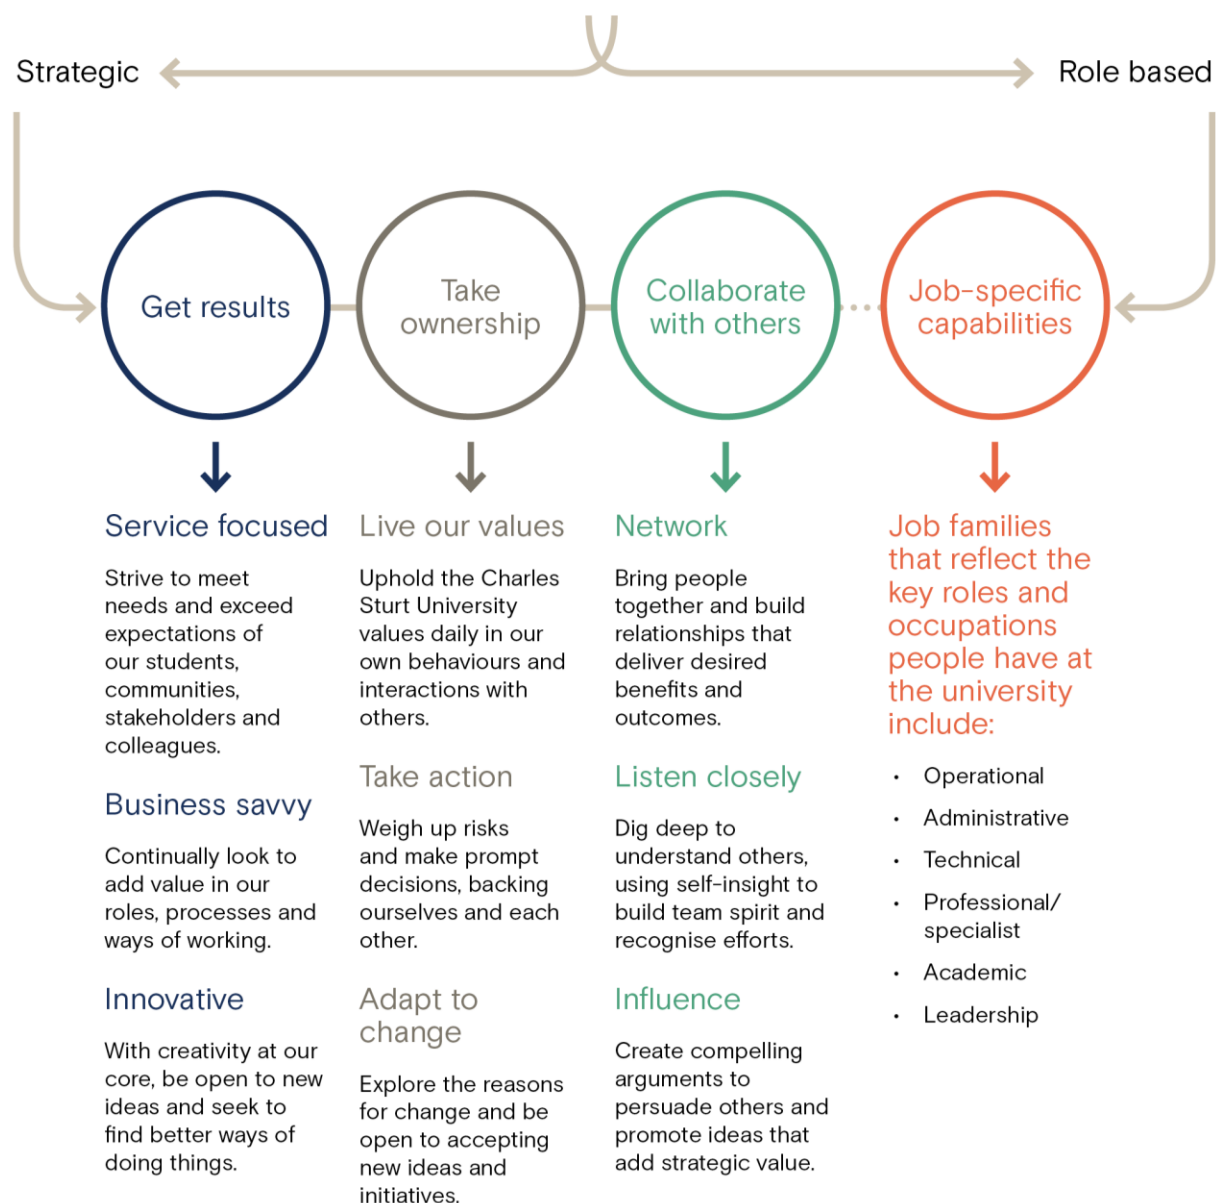 Strategic
Role based
Get results
Take
ownership
Collaborate
with others
Job-specific
capabilities
Service focused
Strive to meet
needs and exceed
expectations of
our students,
communities,
stakeholders and
colleagues.
Business savvy
Continually look to
add value in our
roles, processes and
ways of working.
Innovative
With creativity at our
core, be open to new
ideas and seek to
find better ways of
doing things.
Live our values
Uphold the Charles
Sturt University
values daily in our
own behaviours and
interactions with
others.
Take action
Weigh up risks
and make prompt
decisions, backing
ourselves and each
other.
Adapt to
change
Explore the reasons
for change and be
open to accepting
new ideas and
initiatives.
Network
Bring people
together and build
relationships that
deliver desired
benefits and
outcomes.
Listen closely
Dig deep to
understand others,
using self-insight to
build team spirit and
recognise efforts.
Influence
Create compelling
arguments to
persuade others and
promote ideas that
add strategic value.
Job families
that reflect the
key roles and
occupations
people have at
the university
include:
• Operational
• Administrative
• Technical
• Professional/
specialist
• Academic
• Leadership